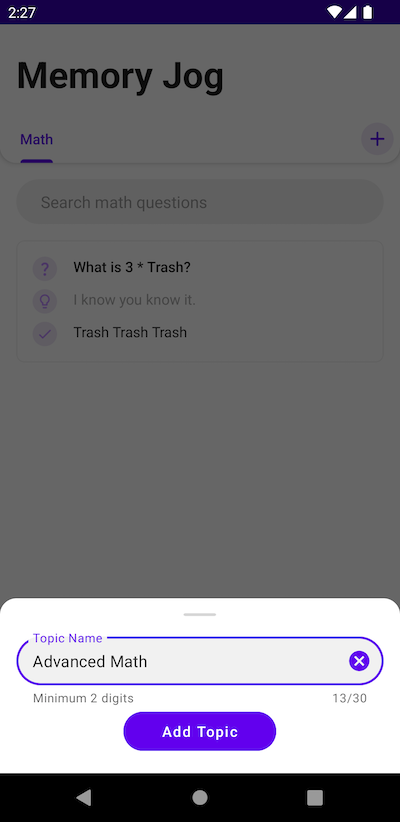 2:27
Memory Jog
Math
Search math questions
What is 3 * Trash?
I know you know it.
Trash Trash Trash
Topic Name
Advanced Math
Minimum 2 digits 13/30
Add Topic